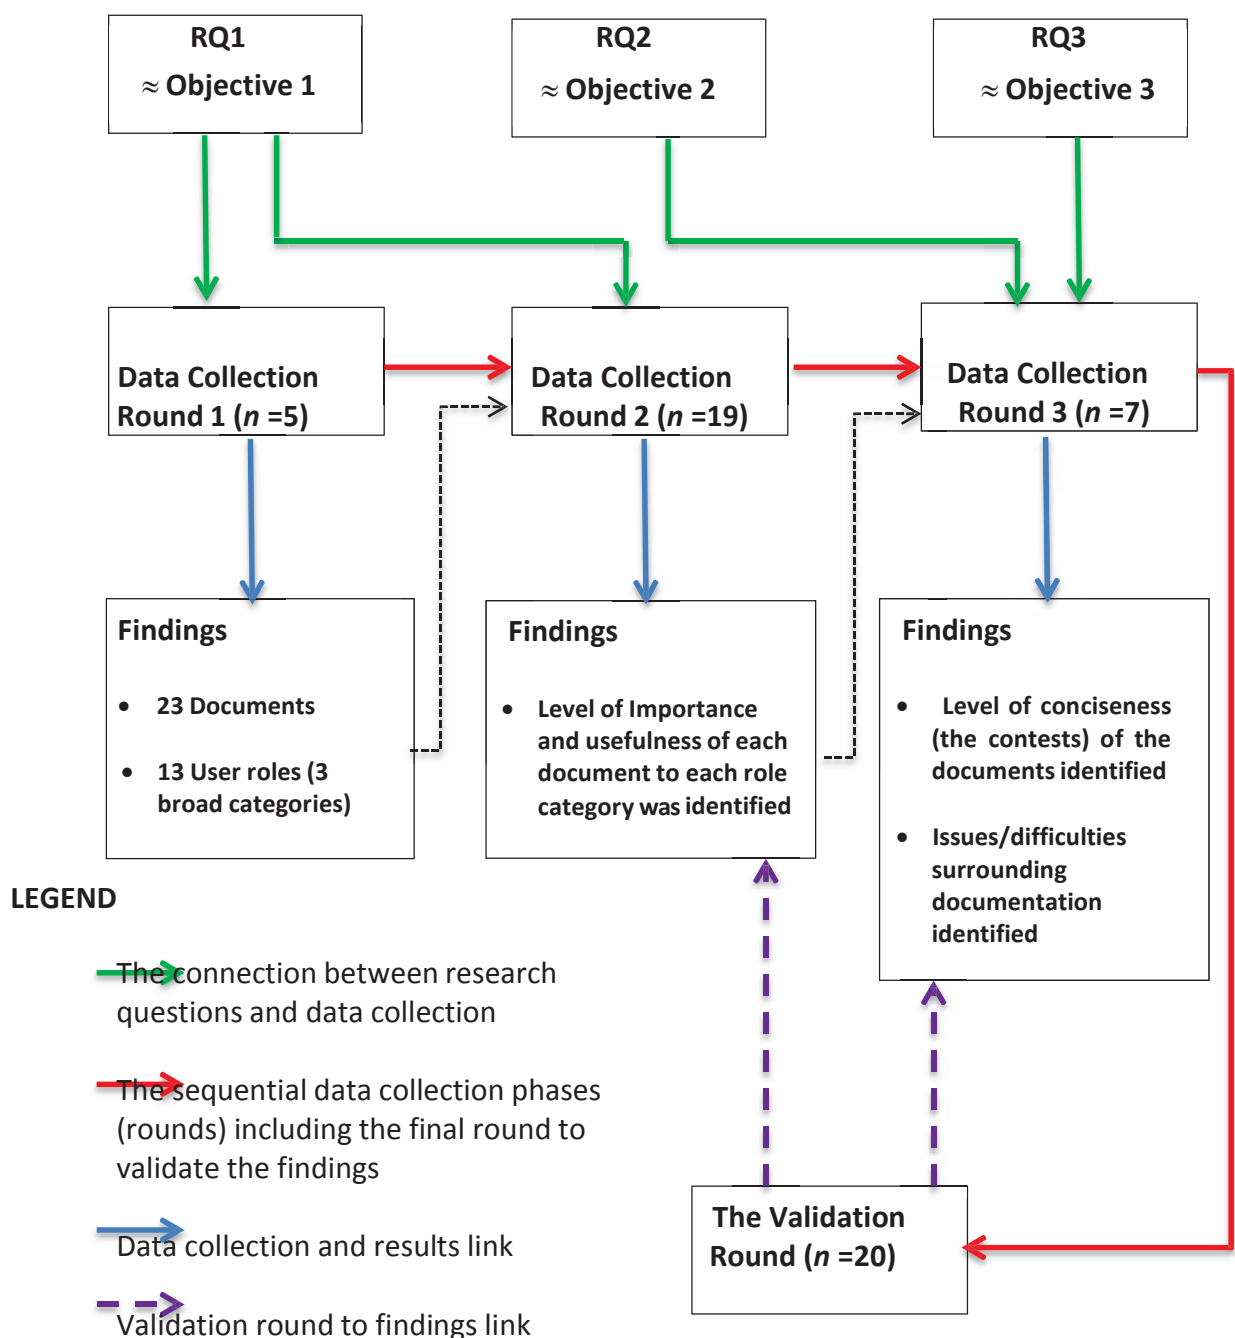 RQ1
≈ Objective 1
RQ2
≈ Objective 2
RQ3
≈ Objective 3
Data Collection
Round 1 (n =5)
Data Collection
Round 2 (n =19)
Data Collection
Round 3 (n =7)
Findings
• 23 Documents
• 13 User roles (3
broad categories)
Findings
• Level of Importance
and usefulness of each
document to each role
category was identified
Findings
• Level of conciseness
(the contests) of the
documents identified
• Issues/difficulties
surrounding
documentation
identified
LEGEND
The connection between research
questions and data collection
The sequential data collection phases
(rounds) including the final round to
validate the findings
Data collection and results link
Validation round to findings link
The Validation
Round (n =20)